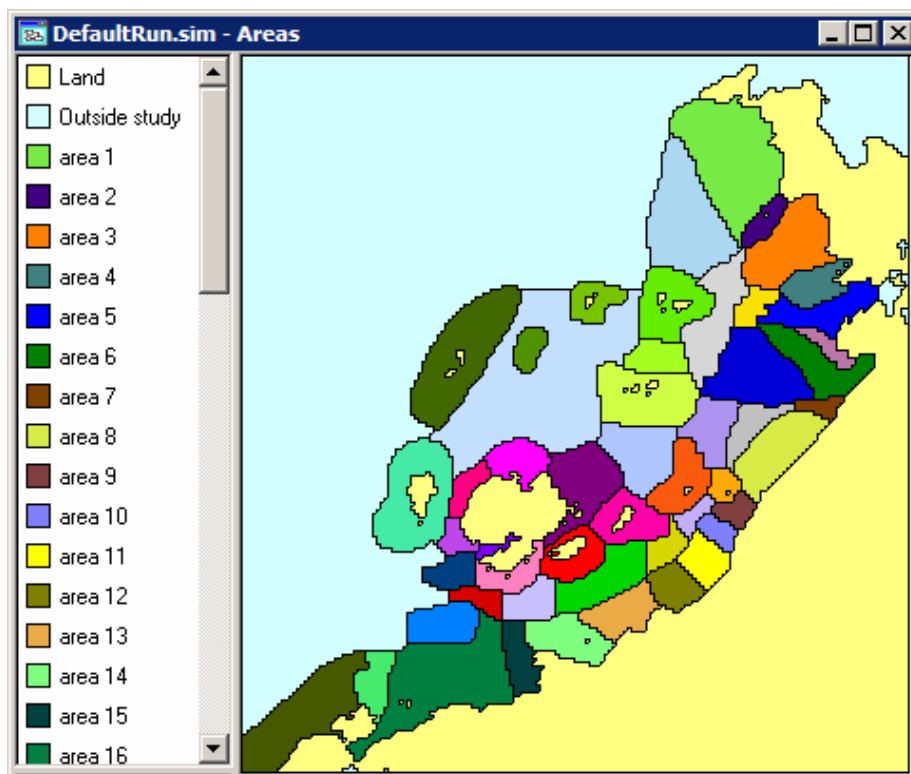 DefaultRun.sim - Areas
Land
Outside study
area 1
area 2
area 3
area 4
area 5
area 6
area 7
area 8
area 9
area 10
area 11
area 12
area 13
area 14
area 15
area 16